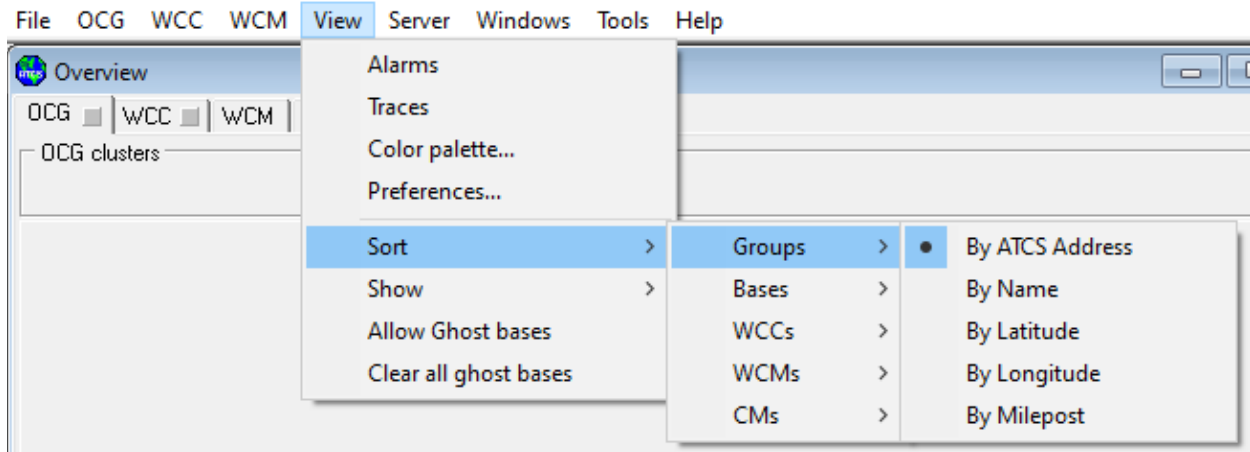 File OCG WCC WCM View Server Windows Tools Help
Overview
OCG WCC WCM
OCG clusters
Alarms
Traces
Color palette...
Preferences...
Sort
Show
Allow Ghost bases
Clear all ghost bases
Groups
Bases
WCCs
WCMs
CMs
By ATCS Address
By Name
By Latitude
By Longitude
By Milepost